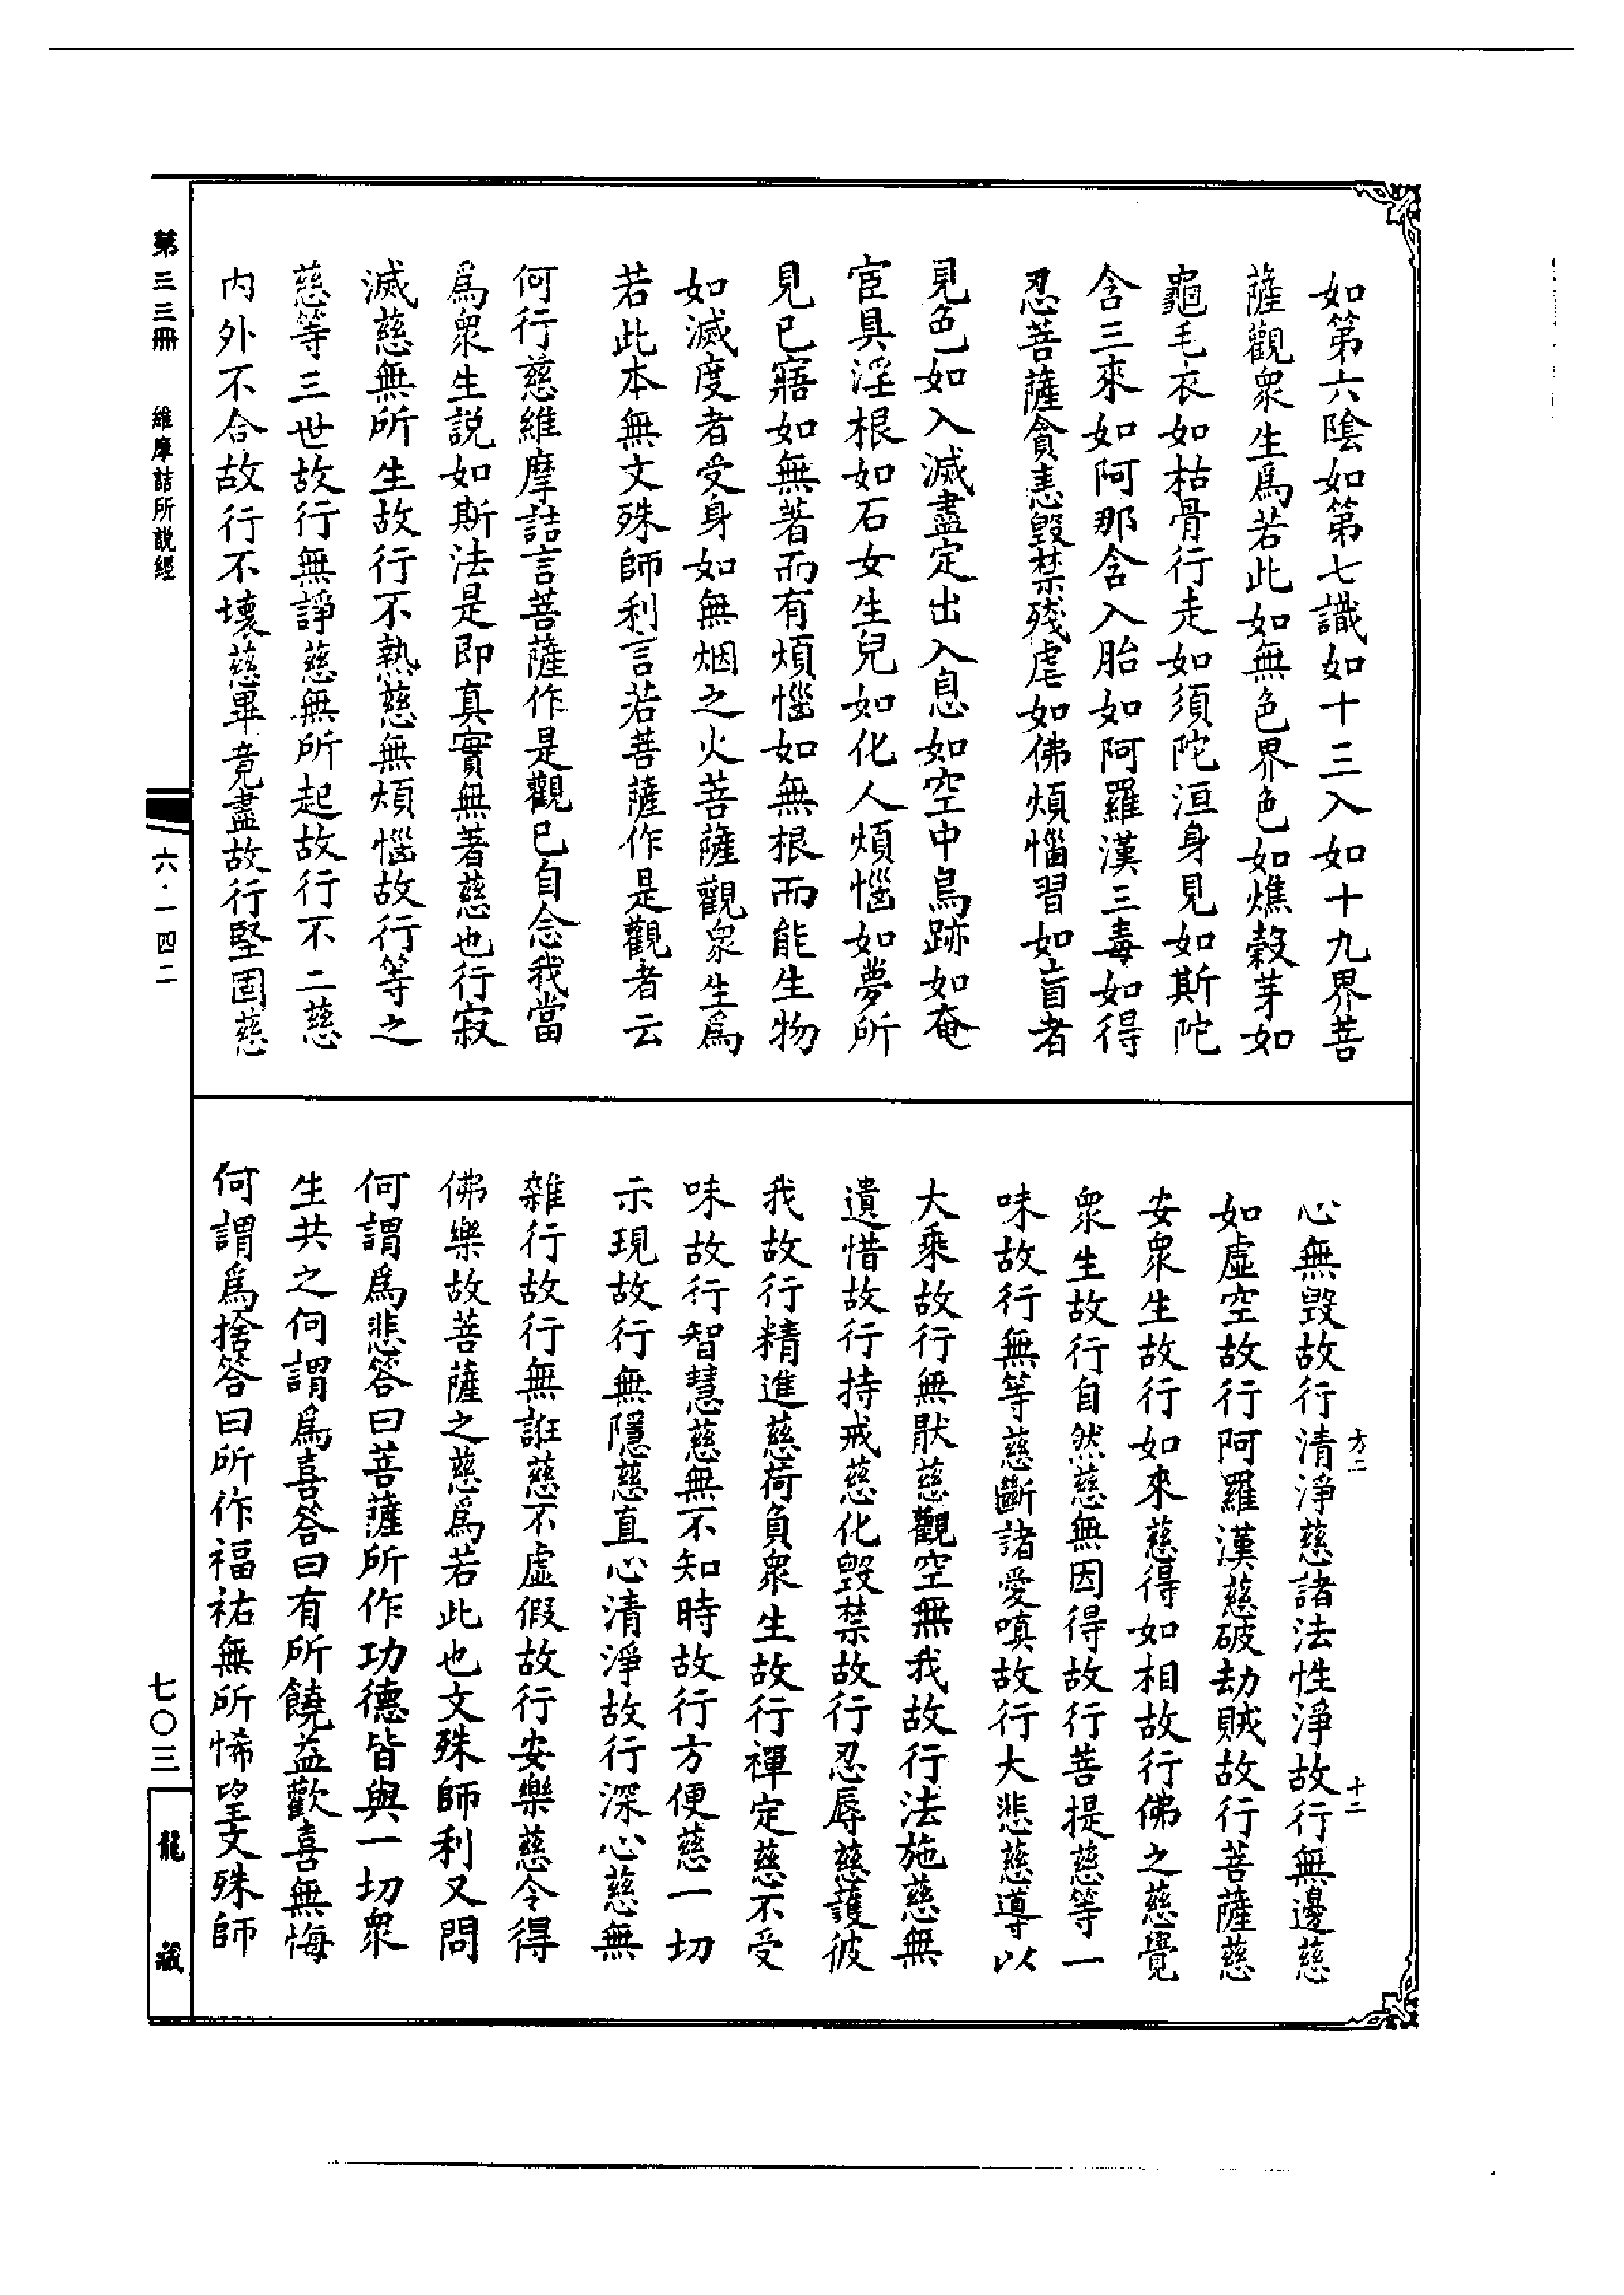 如第六陰如第七識如十三入如十九界菩
薩觀衆生爲若此如無色界色如燋穀芽如
龜毛衣如枯骨行走如須陀洹身見如斯陀
含三來如阿那含入胎如阿羅漢三毒如得
忍菩薩貪恚毀禁殘虐如佛煩惱習如盲者
見色如入滅盡定出入息如空中鳥跡如奄
宦具淫根如石女生兒如化人煩惱如夢所
見已寤如無著而有煩惱如無根而能生物
如滅度者受身如無烟之火菩薩觀衆生爲
若此本無文殊師利言若菩薩作是觀者云
何行慈維摩詰言菩薩作是觀已自念我當
爲衆生説如斯法是即真實無著慈也行寂
滅慈無所生故行不熱慈無煩惱故行等之
慈等三世故行無諍慈無所起故行不二慈
内外不合故行不壞慈畢竟盡故行堅固慈
心無毀故行清淨慈諸法性淨故行無邊慈
如虛空故行阿羅漢慈破劫賊故行菩薩慈
安衆生故行如來慈得如相故行佛之慈覺
衆生故行自然慈無因得故行菩提慈等一
味故行無等慈斷諸愛嗔故行大悲慈導以
大乘故行無猒慈觀空無我故行法施慈無
遺惜故行持戒慈化毀禁故行忍辱慈護彼
我故行精進慈荷負衆生故行禪定慈不受
味故行智慧慈無不知時故行方便慈一切
示現故行無隱慈直心清淨故行深心慈無
雜行故行無誑慈不虛假故行安樂慈令得
佛樂故菩薩之慈爲若此也文殊師利又問
何謂爲悲答曰菩薩所作功德皆與一切衆
生共之何謂爲喜答曰有所饒益歡喜無悔
何謂爲捨答曰所作福祐無所悕望文殊師
方二
十二
第三三冊
維摩詰所説經
六·一四二
七〇三
龍藏